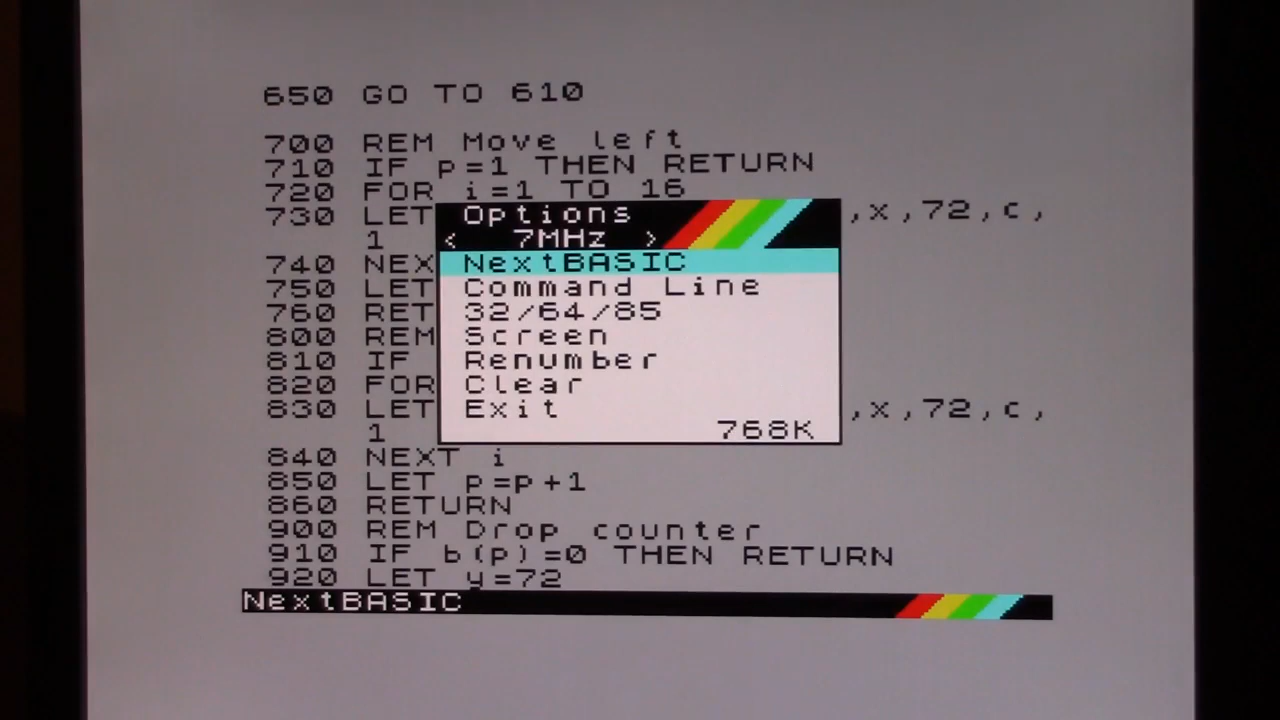 650 GO TO 610
700 REM Move left
710 IF p=1 THEN RETURN
720 FOR i=1 TO 16
730 LET ,x,72,c,
1
740 NEX
750 LET
760 RET
800 REM
810 IF
820 FOR
830 LET ,x,72,c,
1
840 NEXT i
850 LET p=p+1
860 RETURN
900 REM Drop counter
910 IF b(p)=0 THEN RETURN
920 LET y=72
Options
< 7MHz >
NextBASIC
Command Line
32/64/85
Screen
Renumber
Clear
Exit
768K
NextBASIC